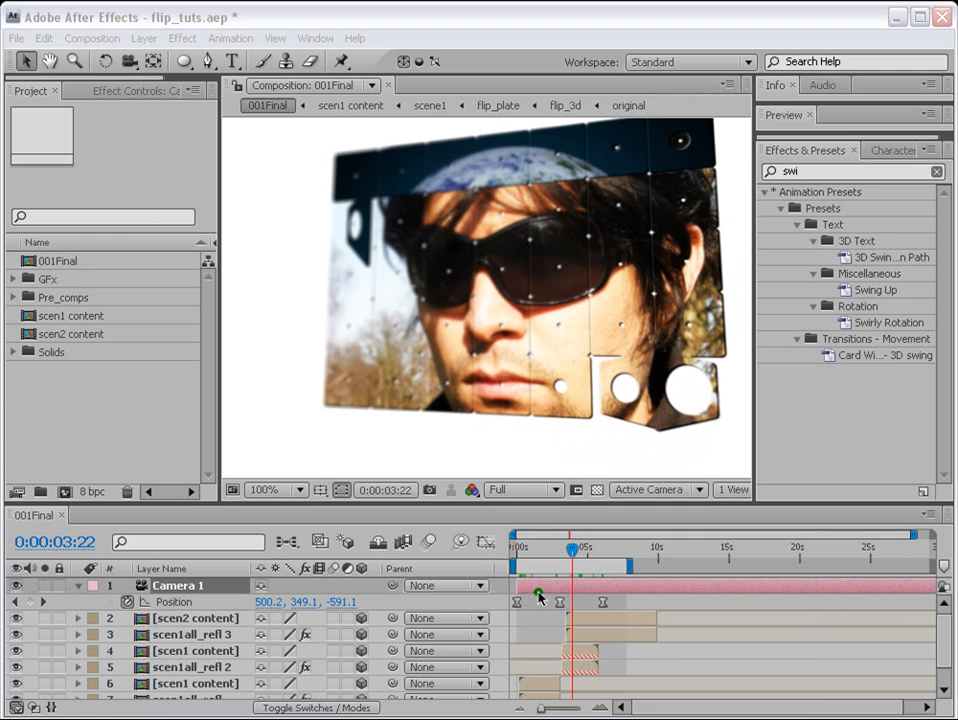 Adobe After Effects - flip_tuts.aep *
File Edit Composition Layer Effect Animation View Window Help
Workspace: Standard Search Help
Project × Effect Controls: Ca
Composition: 001Final
Info × Audio
001Final scen1 content scene1 flip_plate flip_3d original
Preview ×
Effects & Presets × Character
swi
* Animation Presets
Presets
Text
3D Text
3D Swin...n Path
Miscellaneous
Swing Up
Rotation
Swirly Rotation
Transitions - Movement
Card Wi...- 3D swing
Name
001Final
GFx
Pre_comps
scen1 content
scen2 content
Solids
8 bpc
100% 0:00:03:22 Full Active Camera 1 View
001Final ×
0:00:03:22
:00s 05s 10s 15s 20s 25s
# Layer Name Parent
1 Camera 1 None
Position 500.2, 349.1, -591.1
2 [scen2 content] None
3 scen1all_refl 3 None
4 [scen1 content] None
5 scen1all_refl 2 None
6 [scen1 content] None
Toggle Switches / Modes